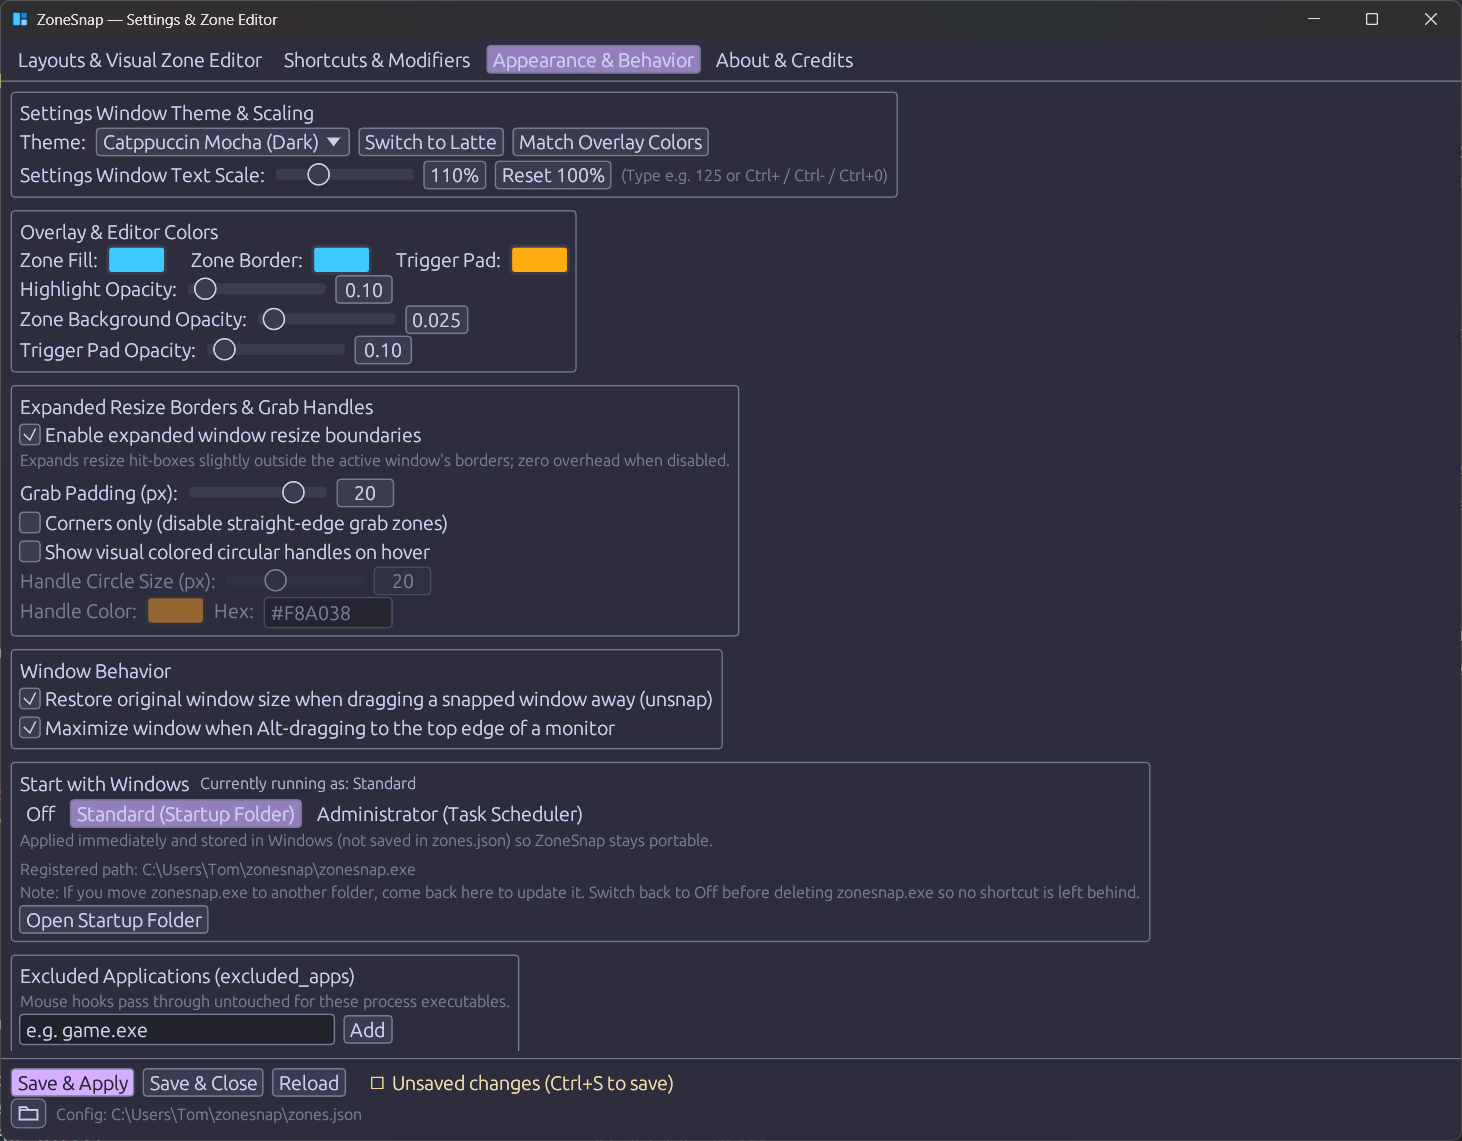 ZoneSnap — Settings & Zone Editor
Layouts & Visual Zone Editor Shortcuts & Modifiers Appearance & Behavior About & Credits
Settings Window Theme & Scaling
Theme: Catppuccin Mocha (Dark) Switch to Latte Match Overlay Colors
Settings Window Text Scale: 110% Reset 100% (Type e.g. 125 or Ctrl+ / Ctrl- / Ctrl+0)
Overlay & Editor Colors
Zone Fill: Zone Border: Trigger Pad:
Highlight Opacity: 0.10
Zone Background Opacity: 0.025
Trigger Pad Opacity: 0.10
Expanded Resize Borders & Grab Handles
Enable expanded window resize boundaries
Expands resize hit-boxes slightly outside the active window's borders; zero overhead when disabled.
Grab Padding (px): 20
Corners only (disable straight-edge grab zones)
Show visual colored circular handles on hover
Handle Circle Size (px): 20
Handle Color: Hex: #F8A038
Window Behavior
Restore original window size when dragging a snapped window away (unsnap)
Maximize window when Alt-dragging to the top edge of a monitor
Start with Windows Currently running as: Standard
Off Standard (Startup Folder) Administrator (Task Scheduler)
Applied immediately and stored in Windows (not saved in zones.json) so ZoneSnap stays portable.
Registered path: C:\Users\Tom\zonesnap\zonesnap.exe
Note: If you move zonesnap.exe to another folder, come back here to update it. Switch back to Off before deleting zonesnap.exe so no shortcut is left behind.
Open Startup Folder
Excluded Applications (excluded_apps)
Mouse hooks pass through untouched for these process executables.
e.g. game.exe Add
Save & Apply Save & Close Reload Unsaved changes (Ctrl+S to save)
Config: C:\Users\Tom\zonesnap\zones.json